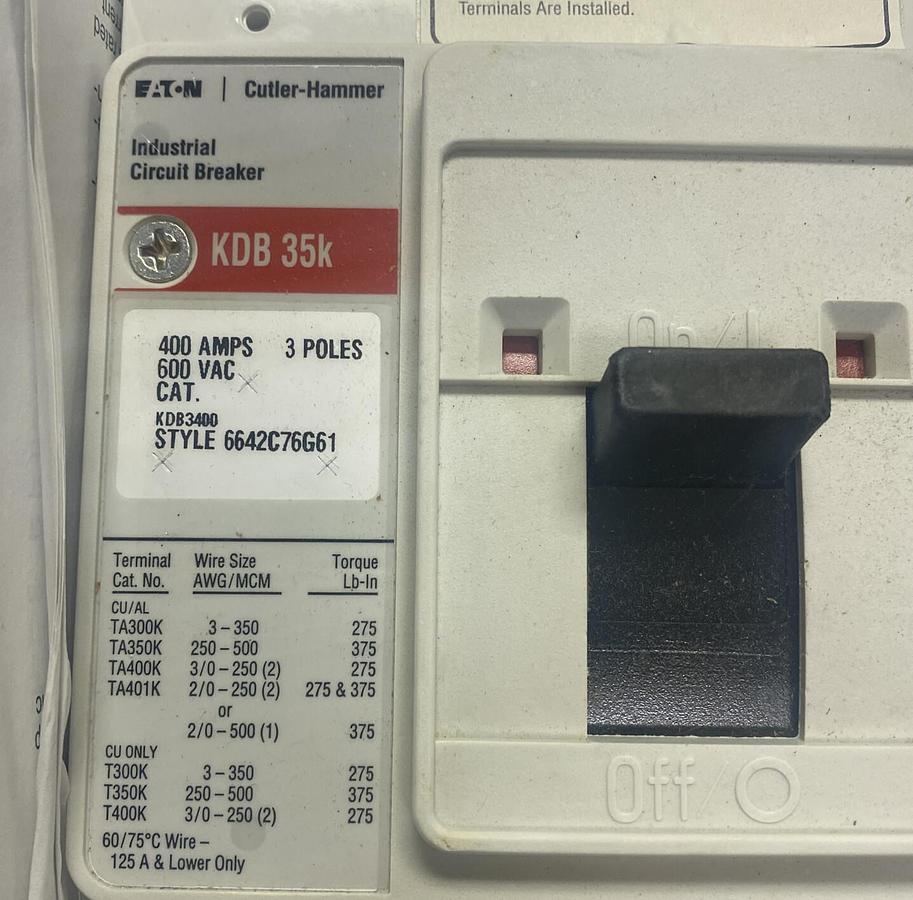 Terminals Are Installed.
EATON | Cutler-Hammer
Industrial
Circuit Breaker
KDB 35k
400 AMPS 3 POLES
600 VAC
CAT.
KDB3400
STYLE 6642C76G61
Terminal Wire Size Torque
Cat. No. AWG/MCM Lb-In
CU/AL
TA300K 3–350 275
TA350K 250–500 375
TA400K 3/0–250 (2) 275
TA401K 2/0–250 (2) 275 & 375
or
2/0–500 (1) 375
CU ONLY
T300K 3–350 275
T350K 250–500 375
T400K 3/0–250 (2) 275
60/75°C Wire –
125 A & Lower Only
On/I
Off/O